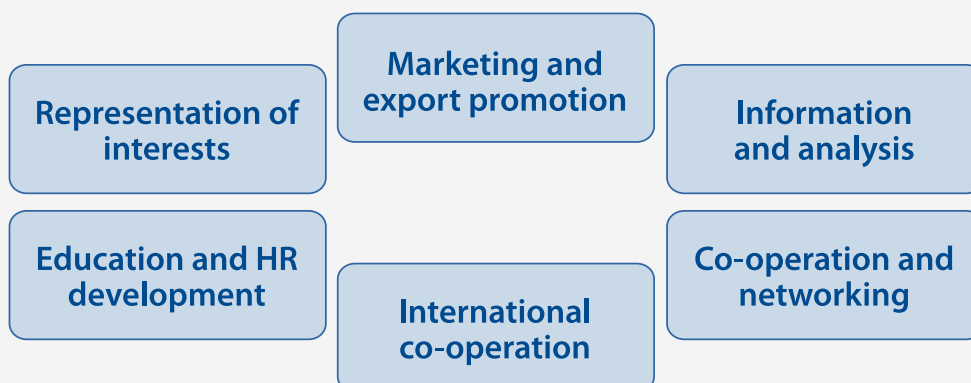 Marketing and
export promotion
Representation of
interests
Information
and analysis
Education and HR
development
Co-operation and
networking
International
co-operation